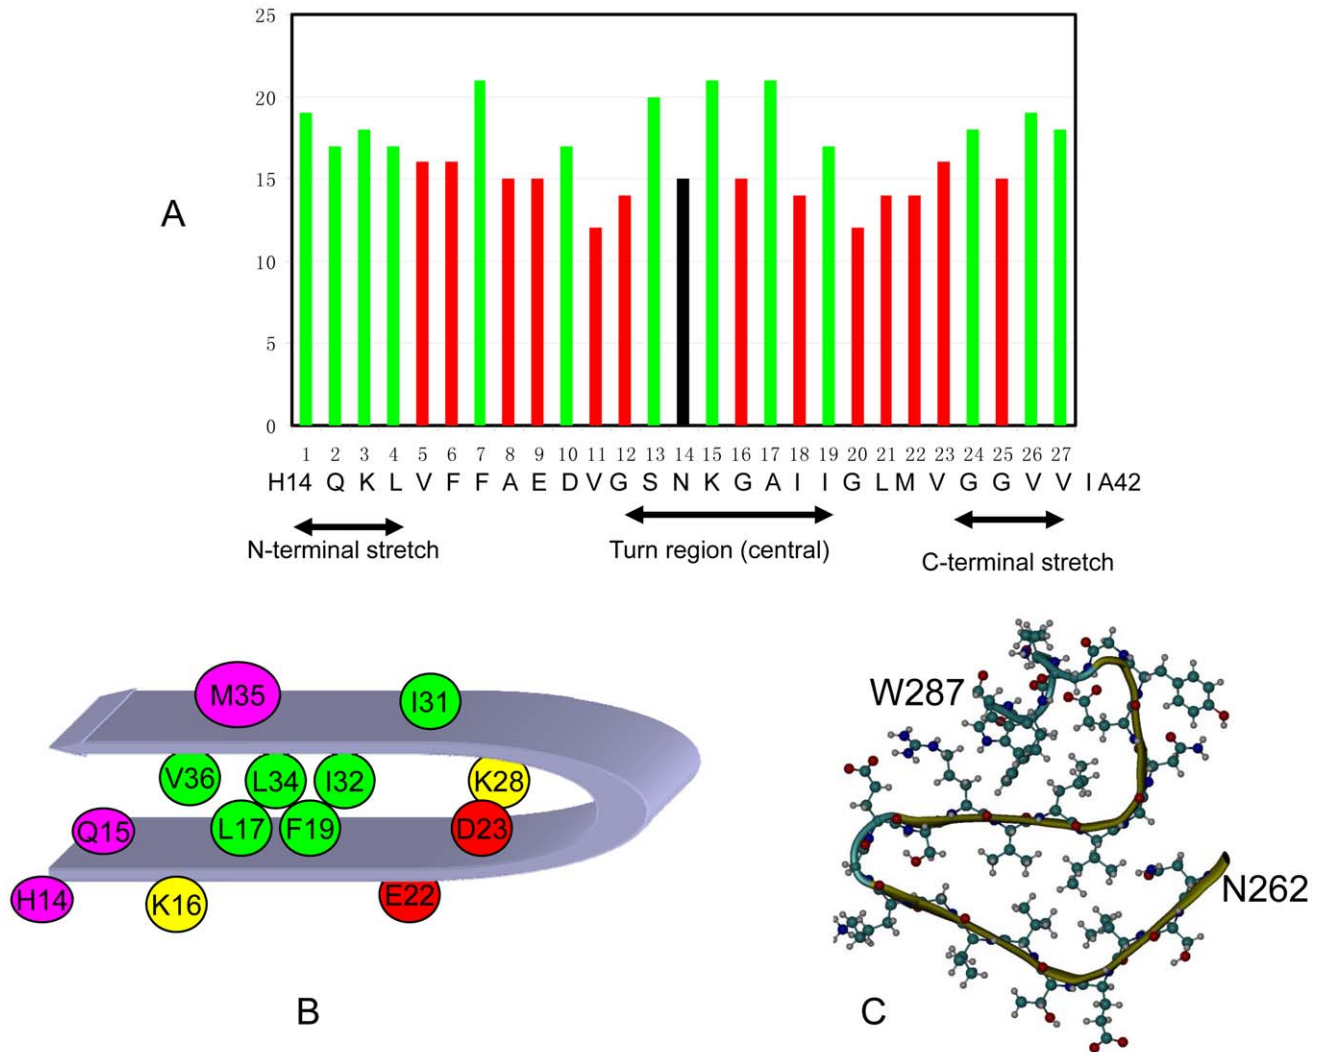 25
20
15
10
5
0
A
1 2 3 4 5 6 7 8 9 10 11 12 13 14 15 16 17 18 19 20 21 22 23 24 25 26 27
H14 Q K L V F F A E D V G S N K G A I I G L M V G G V V I A42
N-terminal stretch
Turn region (central)
C-terminal stretch
M35
I31
V36
L34
I32
K28
Q15
L17
F19
D23
H14
K16
E22
B
W287
N262
C